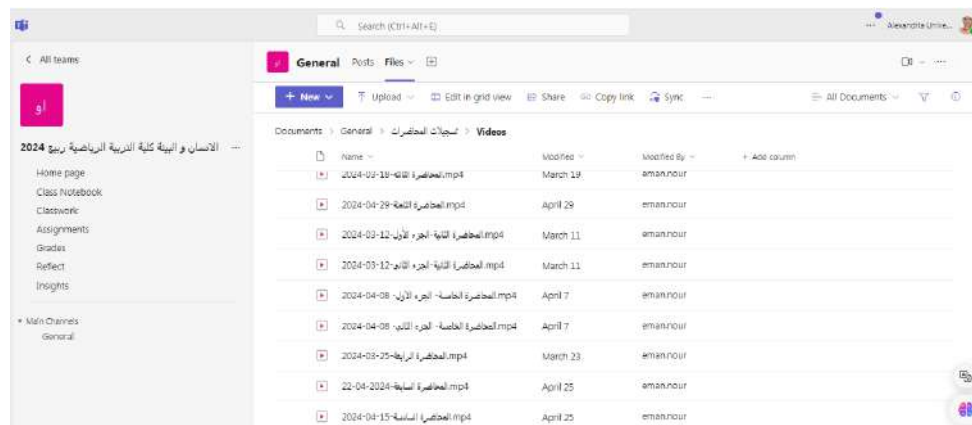 Search (Ctrl+Alt+E)
Alexandria Unive...
All teams
General Posts Files
او
New Upload Edit in grid view Share Copy link Sync ... All Documents
Documents > General > تسجيلات المحاضرات > Videos
الانسان و البيئة كلية التربية الرياضية ربيع 2024 ...
Name Modified Modified By + Add column
Home page
Class Notebook
Classwork
Assignments
Grades
Reflect
Insights
Main Channels
General
2024-03-18-المحاضرة الثالثة.mp4 March 19 eman.nour
2024-04-29-المحاضرة الثامنة.mp4 April 29 eman.nour
2024-03-12-المحاضرة الثانية-الجزء الأول.mp4 March 11 eman.nour
2024-03-12-المحاضرة الثانية-الجزء الثاني.mp4 March 11 eman.nour
2024-04-08 -المحاضرة الخامسة- الجزء الأول.mp4 April 7 eman.nour
2024-04-08 -المحاضرة الخامسة- الجزء الثاني.mp4 April 7 eman.nour
2024-03-25-المحاضرة الرابعة.mp4 March 23 eman.nour
22-04-2024-المحاضرة السابعة.mp4 April 25 eman.nour
2024-04-15-المحاضرة السادسة.mp4 April 25 eman.nour